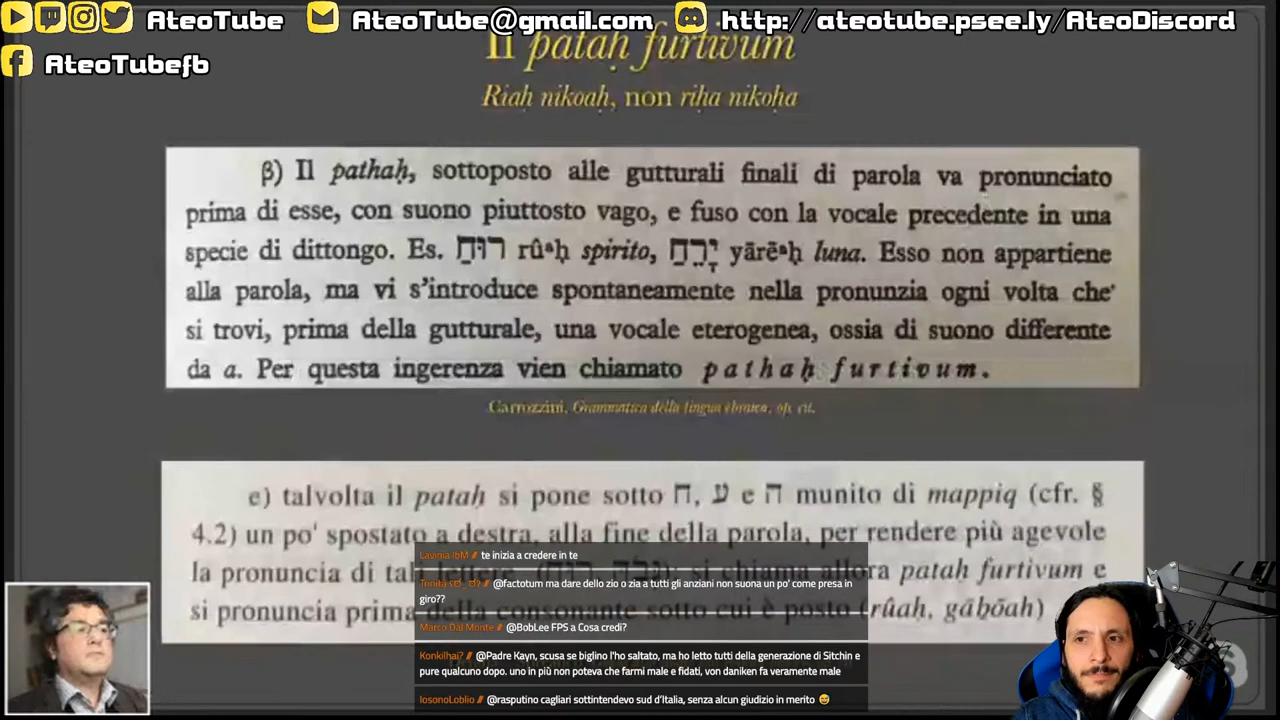 AteoTube AteoTube@gmail.com http://ateotube.psee.ly/AteoDiscord
AteoTubefb
Il pataḥ furtivum
Riaḥ nikoaḥ, non riḥa nikoḥa
β) Il pathaḥ, sottoposto alle gutturali finali di parola va pronunciato
prima di esse, con suono piuttosto vago, e fuso con la vocale precedente in una
specie di dittongo. Es. רוּחַ rûᵃḥ spirito, יָרֵחַ yārēᵃḥ luna. Esso non appartiene
alla parola, ma vi s'introduce spontaneamente nella pronunzia ogni volta che
si trovi, prima della gutturale, una vocale eterogenea, ossia di suono differente
da a. Per questa ingerenza vien chiamato pathaḥ furtivum.
Carrozzini, Grammatica della lingua ebraica, op. cit.
e) talvolta il pataḥ si pone sotto ח, ע e ה munito di mappiq (cfr. §
4.2) un po' spostato a destra, alla fine della parola, per rendere più agevole
la pronuncia di tali lettere si chiama allora pataḥ furtivum e
si pronuncia prima della consonante sotto cui è posto (rûaḥ, gāḇōah)
Lavinia IbM te inizia a credere in te
@factotum ma dare dello zio o zia a tutti gli anziani non suona un po' come presa in
giro??
Marco Dal Monte @BobLee FPS a Cosa credi?
Konkilhai? @Padre Kayn, scusa se biglino l'ho saltato, ma ho letto tutti della generazione di Sitchin e
pure qualcuno dopo. uno in più non poteva che farmi male e fidati, von daniken fa veramente male
IosonoLoblio @rasputino cagliari sottintendevo sud d'Italia, senza alcun giudizio in merito 😄